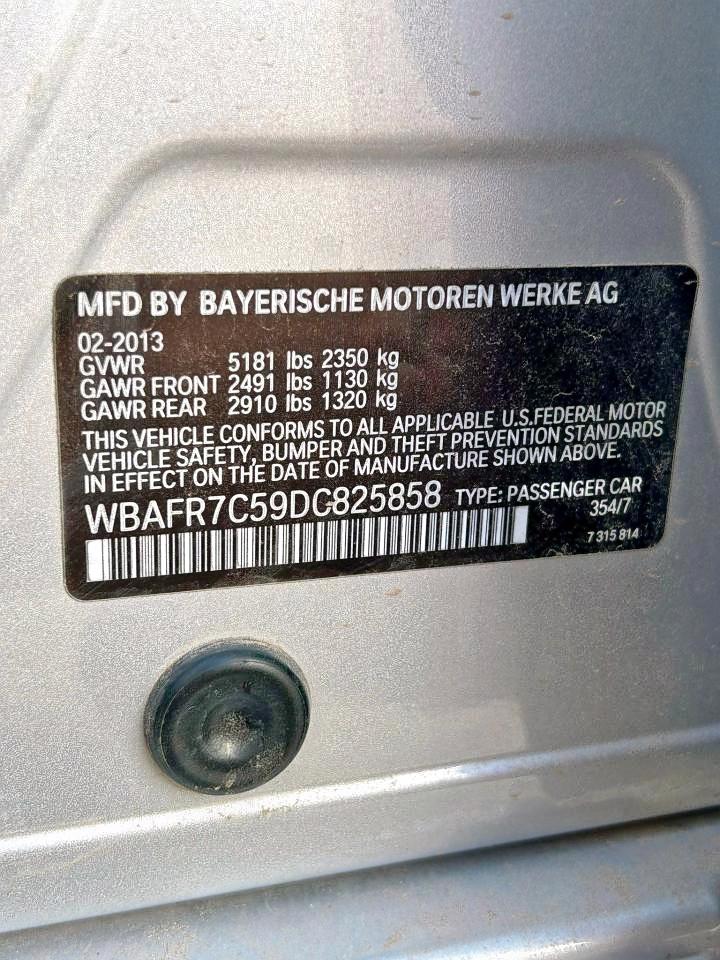 MFD BY BAYERISCHE MOTOREN WERKE AG
02-2013
GVWR 5181 lbs 2350 kg
GAWR FRONT 2491 lbs 1130 kg
GAWR REAR 2910 lbs 1320 kg
THIS VEHICLE CONFORMS TO ALL APPLICABLE U.S.FEDERAL MOTOR
VEHICLE SAFETY, BUMPER AND THEFT PREVENTION STANDARDS
IN EFFECT ON THE DATE OF MANUFACTURE SHOWN ABOVE.
WBAFR7C59DC825858 TYPE: PASSENGER CAR
354/7
7 315 814